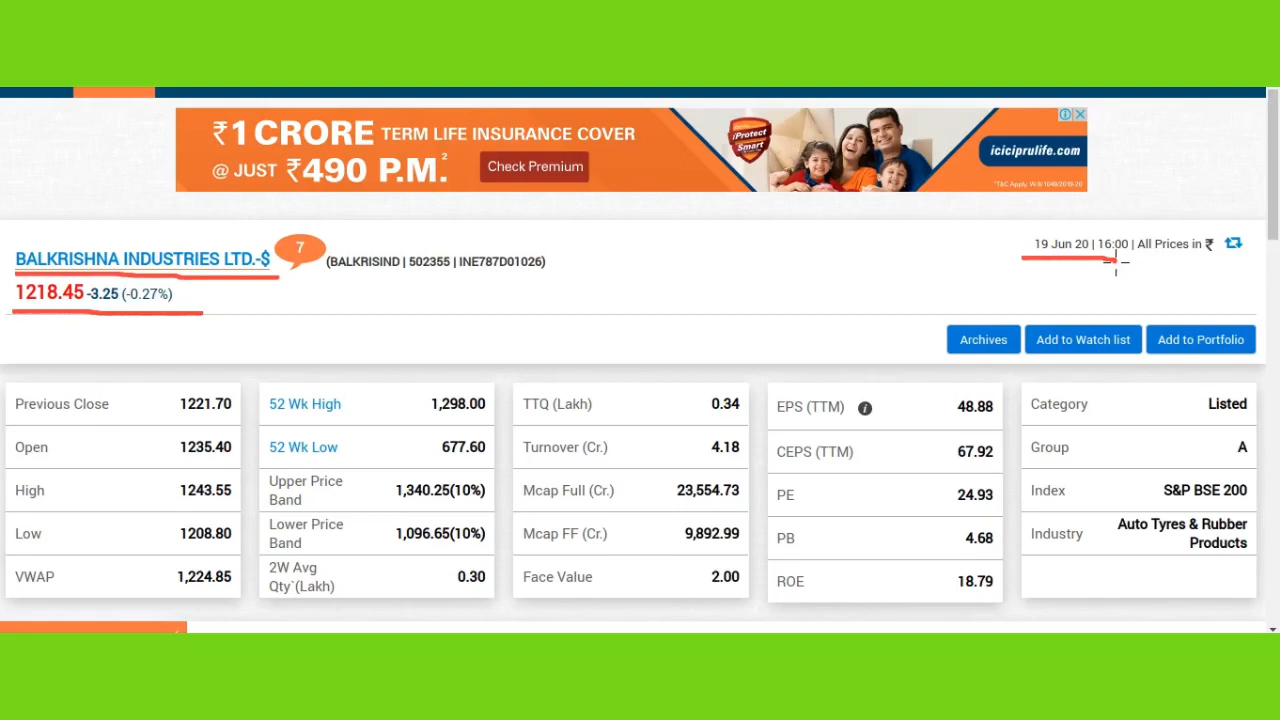 ₹1 CRORE TERM LIFE INSURANCE COVER
@ JUST ₹490 P.M.²
Check Premium
iProtect
Smart
iciciprulife.com
*T&C Apply. W/II/1049/2019-20
BALKRISHNA INDUSTRIES LTD.-$
7
(BALKRISIND | 502355 | INE787D01026)
19 Jun 20 | 16:00 | All Prices in ₹
1218.45 -3.25 (-0.27%)
Archives
Add to Watch list
Add to Portfolio
Previous Close 1221.70
Open 1235.40
High 1243.55
Low 1208.80
VWAP 1,224.85
52 Wk High 1,298.00
52 Wk Low 677.60
Upper Price
Band 1,340.25(10%)
Lower Price
Band 1,096.65(10%)
2W Avg
Qty`(Lakh) 0.30
TTQ (Lakh) 0.34
Turnover (Cr.) 4.18
Mcap Full (Cr.) 23,554.73
Mcap FF (Cr.) 9,892.99
Face Value 2.00
EPS (TTM) 48.88
CEPS (TTM) 67.92
PE 24.93
PB 4.68
ROE 18.79
Category Listed
Group A
Index S&P BSE 200
Industry Auto Tyres & Rubber
Products